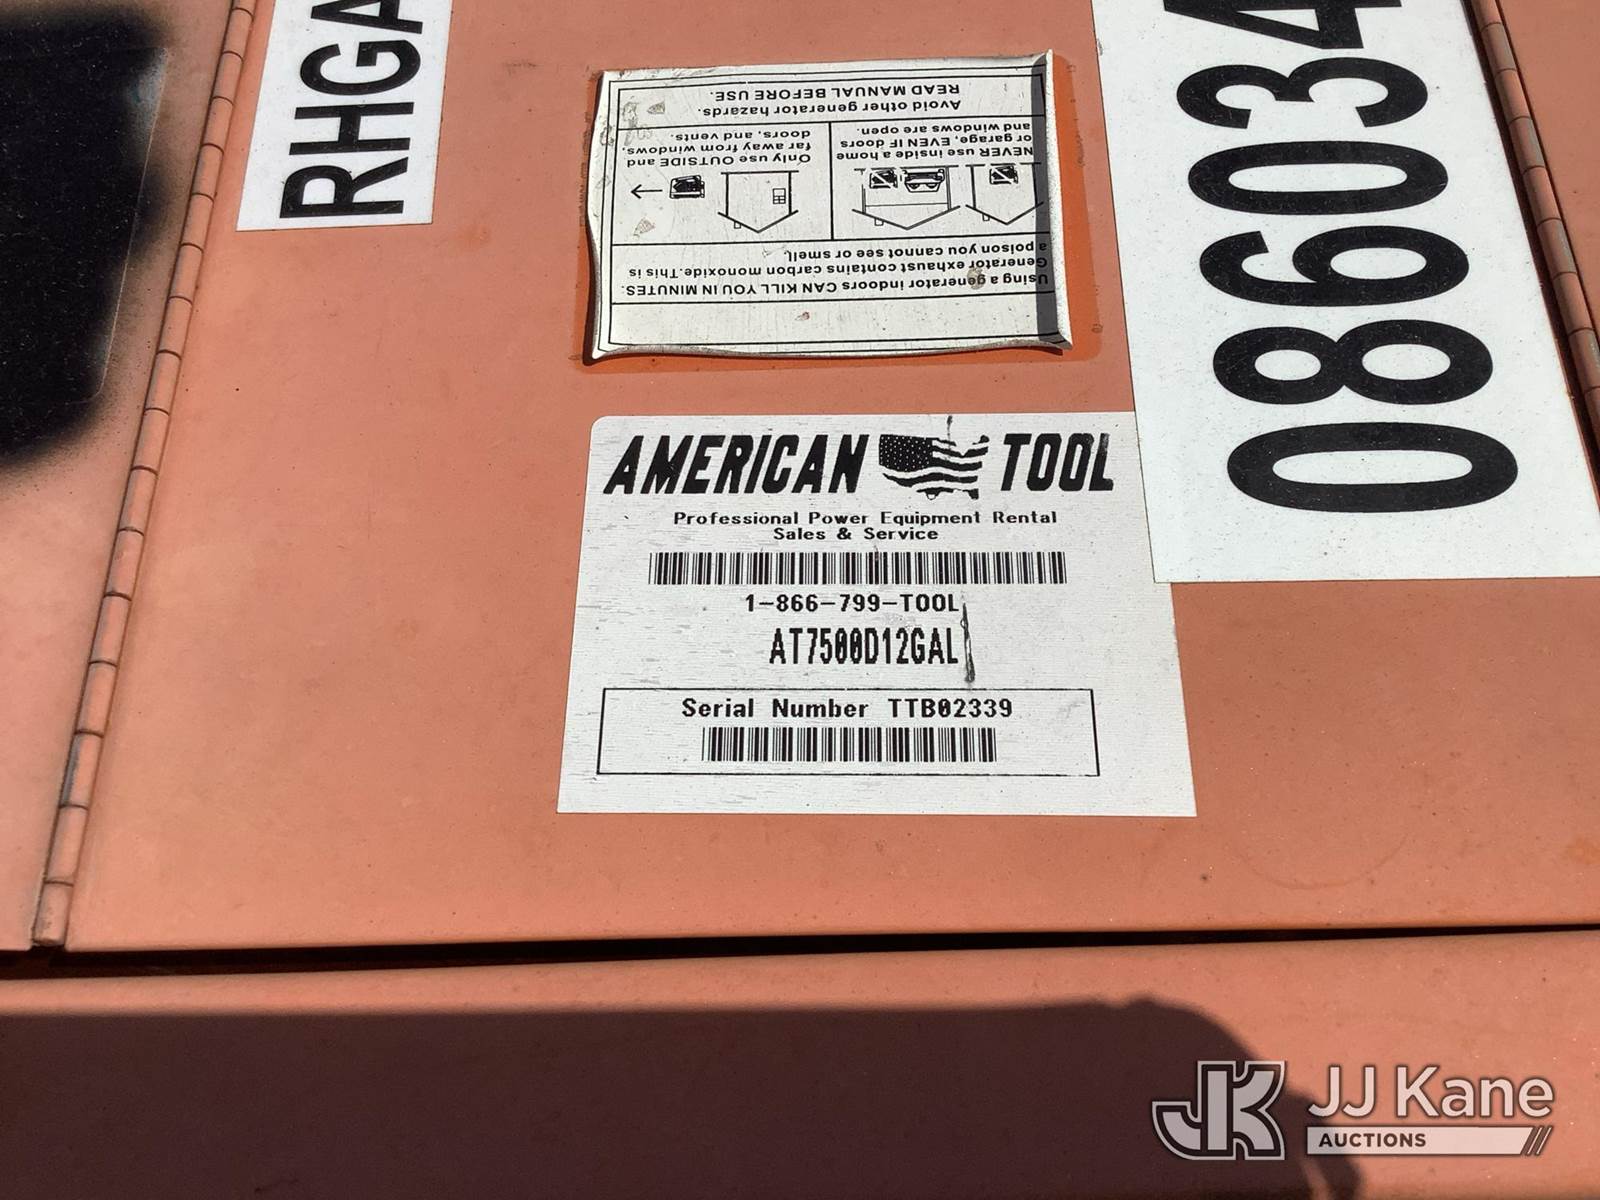 RHGA
08603
READ MANUAL BEFORE USE.
Avoid other generator hazards.
Using a generator indoors CAN KILL YOU IN MINUTES.
Generator exhaust contains carbon monoxide. This is
a poison you cannot see or smell.
NEVER use inside a home
or garage, EVEN IF doors
and windows are open.
Only use OUTSIDE and
far away from windows,
doors, and vents.
AMERICAN TOOL
Professional Power Equipment Rental
Sales & Service
1-866-799-TOOL
AT7500D12GAL
Serial Number TTB02339
JK JJ Kane
AUCTIONS